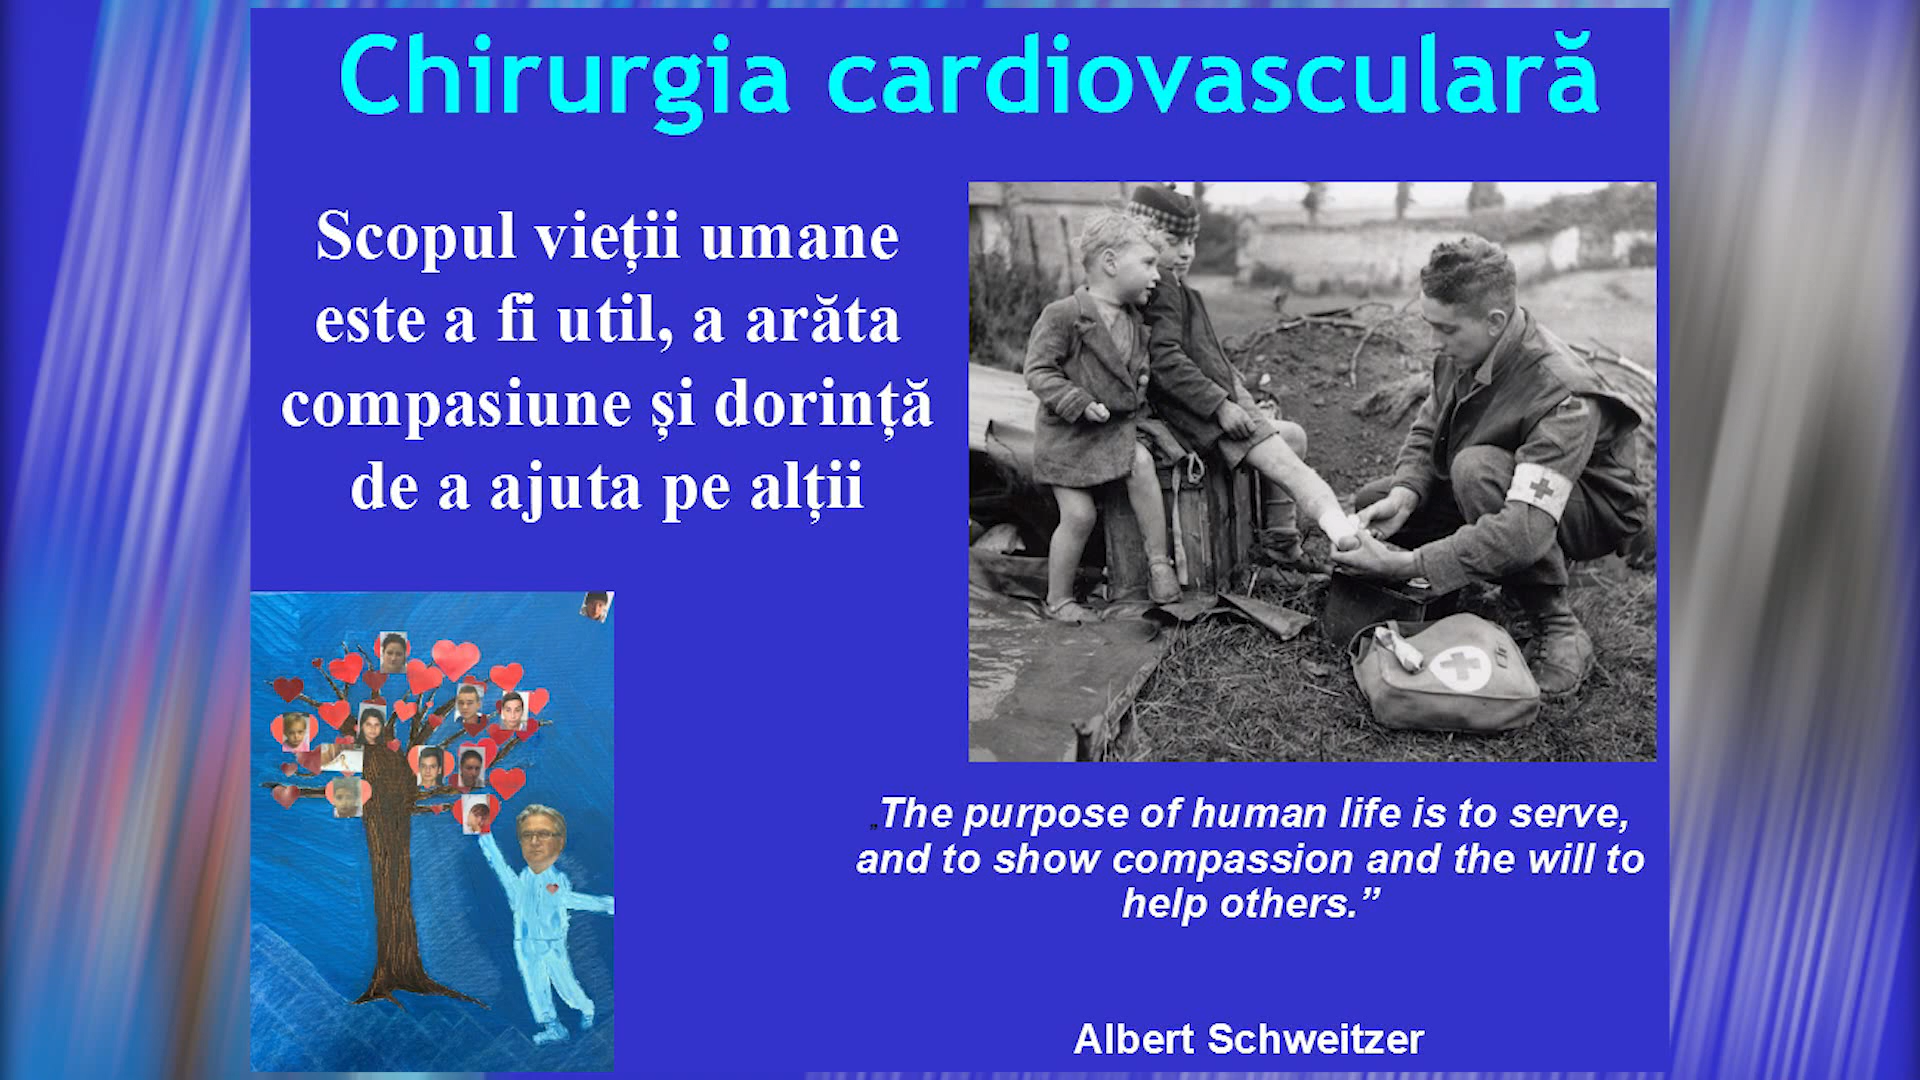 Chirurgia cardiovasculară
Scopul vieții umane
este a fi util, a arăta
compasiune și dorință
de a ajuta pe alții
„The purpose of human life is to serve,
and to show compassion and the will to
help others.”
Albert Schweitzer